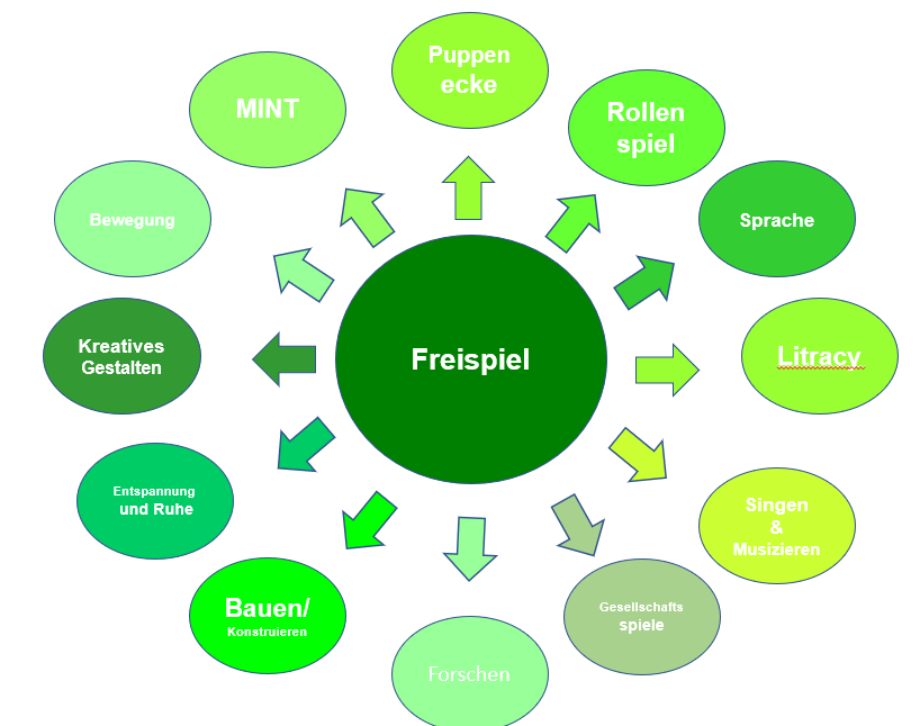 Puppen
ecke
Rollen
spiel
Sprache
Litracy
Singen
&
Musizieren
Gesellschafts
spiele
Forschen
Bauen/
Konstruieren
Entspannung
und Ruhe
Kreatives
Gestalten
Bewegung
MINT
Freispiel